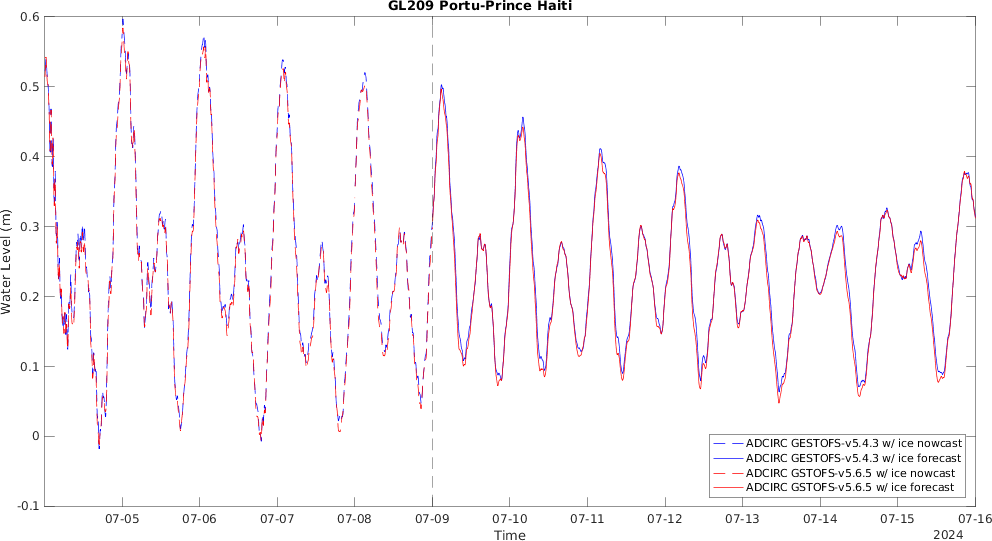 GL209 Portu-Prince Haiti
Water Level (m)
0.6
0.5
0.4
0.3
0.2
0.1
0
-0.1
07-05 07-06 07-07 07-08 07-09 07-10 07-11 07-12 07-13 07-14 07-15 07-16
Time
2024
ADCIRC GESTOFS-v5.4.3 w/ ice nowcast
ADCIRC GESTOFS-v5.4.3 w/ ice forecast
ADCIRC GSTOFS-v5.6.5 w/ ice nowcast
ADCIRC GSTOFS-v5.6.5 w/ ice forecast